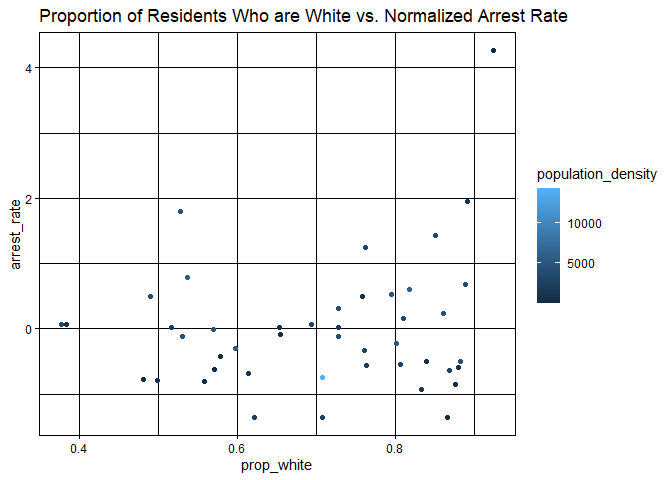 Proportion of Residents Who are White vs. Normalized Arrest Rate
4
2
0
arrest_rate
0.4
0.6
0.8
prop_white
population_density
10000
5000